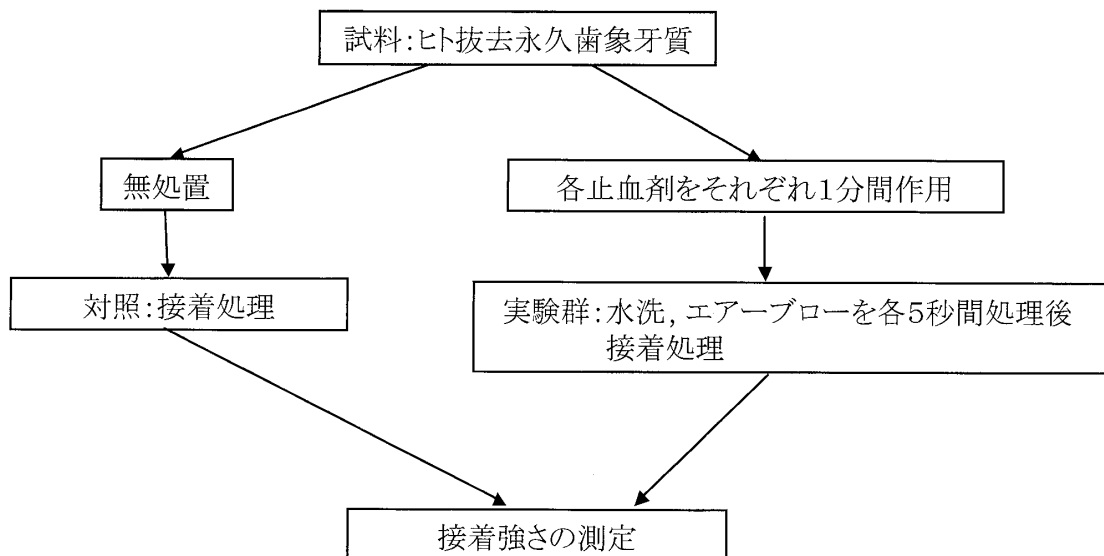 試料:ヒト抜去永久歯象牙質
無処置
各止血剤をそれぞれ1分間作用
対照:接着処理
実験群:水洗,エアーブローを各5秒間処理後
接着処理
接着強さの測定